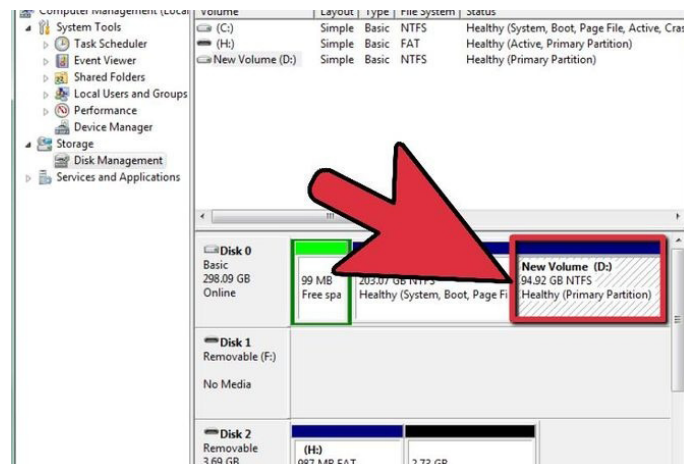 Computer Management (Local
System Tools
Task Scheduler
Event Viewer
Shared Folders
Local Users and Groups
Performance
Device Manager
Storage
Disk Management
Services and Applications
Volume Layout Type File System Status
(C:) Simple Basic NTFS Healthy (System, Boot, Page File, Active, Cras
(H:) Simple Basic FAT Healthy (Active, Primary Partition)
New Volume (D:) Simple Basic NTFS Healthy (Primary Partition)
Disk 0
Basic
298.09 GB
Online
99 MB
Free spa
203.07 GB NTFS
Healthy (System, Boot, Page Fi
New Volume (D:)
94.92 GB NTFS
Healthy (Primary Partition)
Disk 1
Removable (F:)
No Media
Disk 2
Removable
3.69 GB
(H:)
987 MB FAT
2.73 GB